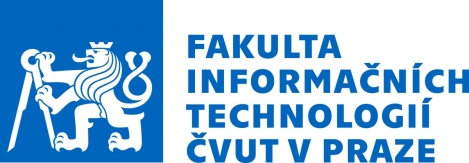 FAKULTA
INFORMAČNÍCH
TECHNOLOGIÍ
ČVUT V PRAZE